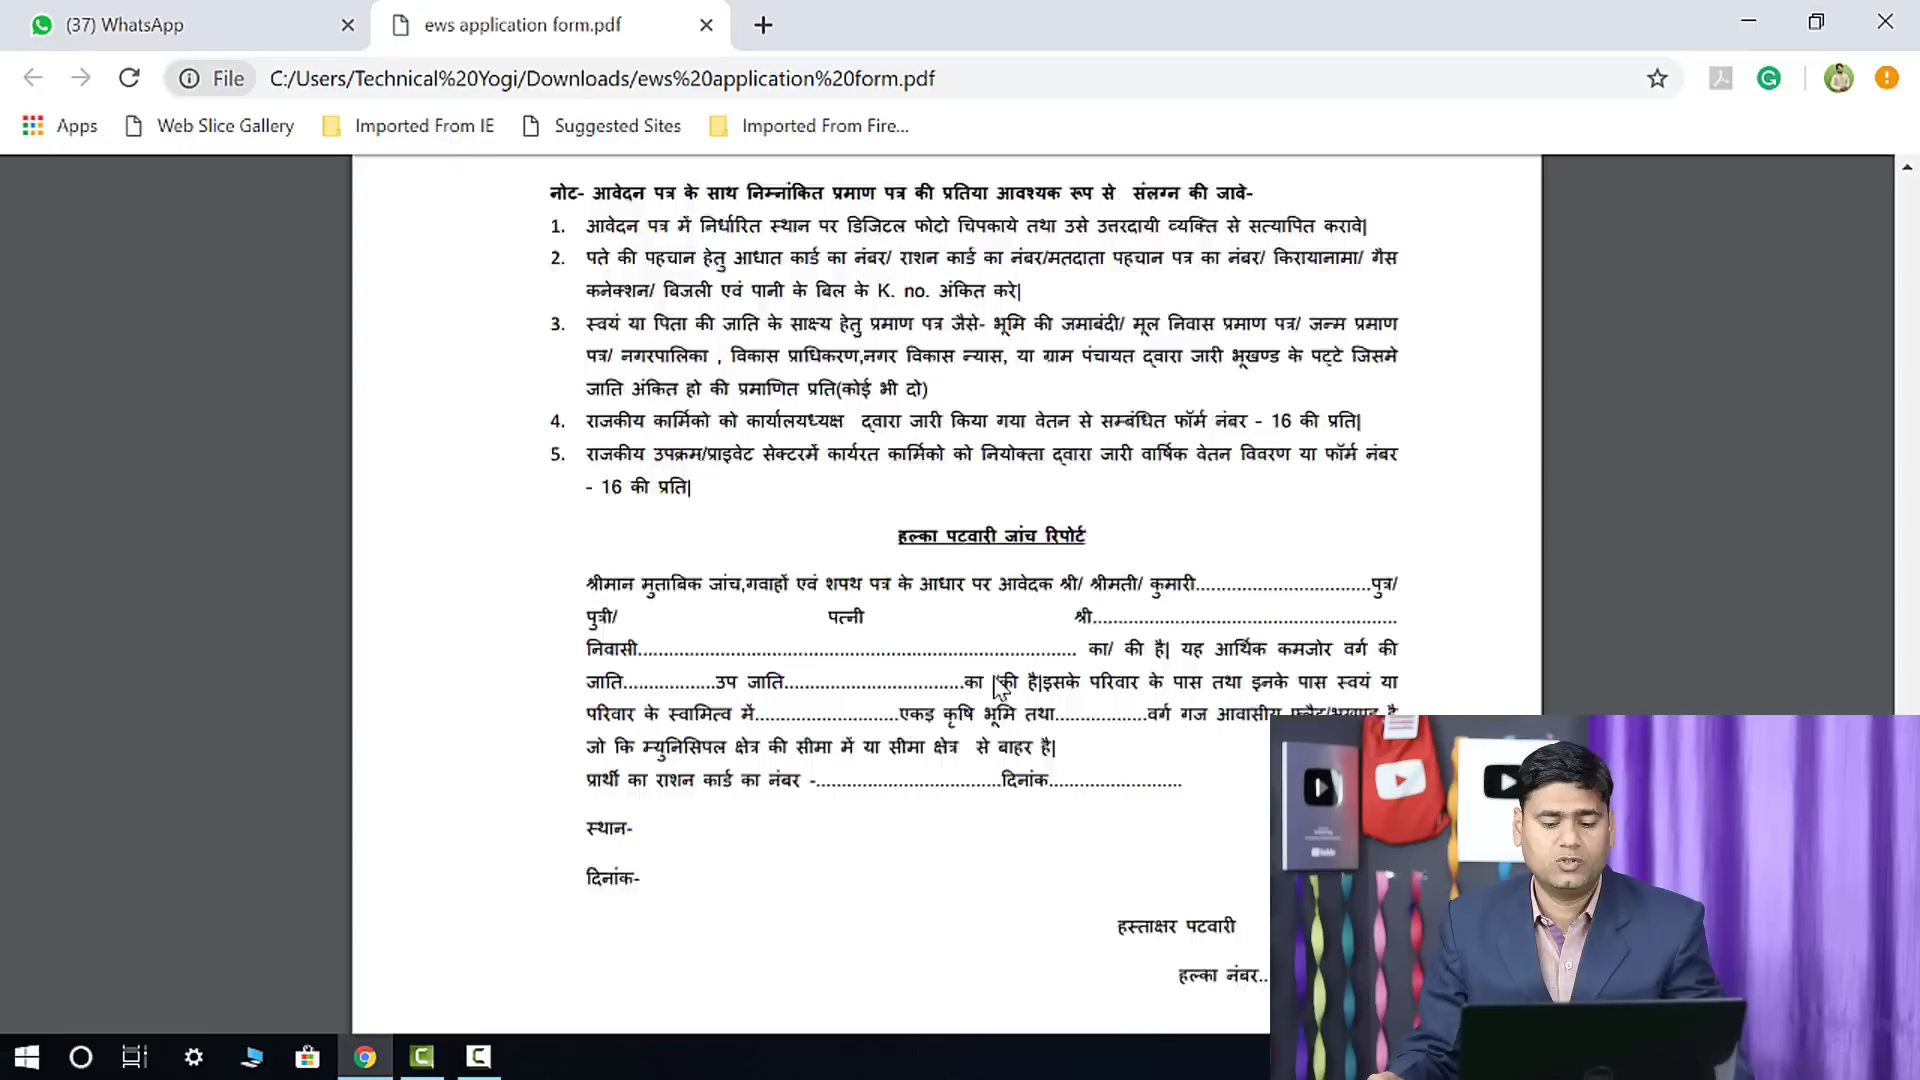 (37) WhatsApp
ews application form.pdf
File
C:/Users/Technical%20Yogi/Downloads/ews%20application%20form.pdf
Apps
Web Slice Gallery
Imported From IE
Suggested Sites
Imported From Fire...
नोट- आवेदन पत्र के साथ निम्नांकित प्रमाण पत्र की प्रतिया आवश्यक रूप से संलग्न की जावे-
1. आवेदन पत्र में निर्धारित स्थान पर डिजिटल फोटो चिपकाये तथा उसे उत्तरदायी व्यक्ति से सत्यापित करावे|
2. पते की पहचान हेतु आधात कार्ड का नंबर/ राशन कार्ड का नंबर/मतदाता पहचान पत्र का नंबर/ किरायानामा/ गैस
कनेक्शन/ बिजली एवं पानी के बिल के K. no. अंकित करे|
3. स्वयं या पिता की जाति के साक्ष्य हेतु प्रमाण पत्र जैसे- भूमि की जमाबंदी/ मूल निवास प्रमाण पत्र/ जन्म प्रमाण
पत्र/ नगरपालिका , विकास प्राधिकरण,नगर विकास न्यास, या ग्राम पंचायत द्वारा जारी भूखण्ड के पट्टे जिसमे
जाति अंकित हो की प्रमाणित प्रति(कोई भी दो)
4. राजकीय कार्मिको को कार्यालयध्यक्ष द्वारा जारी किया गया वेतन से सम्बंधित फॉर्म नंबर - 16 की प्रति|
5. राजकीय उपक्रम/प्राइवेट सेक्टरमें कार्यरत कार्मिको को नियोक्ता द्वारा जारी वार्षिक वेतन विवरण या फॉर्म नंबर
- 16 की प्रति|
हल्का पटवारी जांच रिपोर्ट
श्रीमान मुताबिक जांच,गवाहों एवं शपथ पत्र के आधार पर आवेदक श्री/ श्रीमती/ कुमारी.................................पुत्र/
पुत्री/ पत्नी श्री..........................................................
निवासी................................................................................... का/ की है| यह आर्थिक कमजोर वर्ग की
जाति.................उप जाति..................................का |की है|इसके परिवार के पास तथा इनके पास स्वयं या
परिवार के स्वामित्व में...........................एकड़ कृषि भूमि तथा.................वर्ग गज आवासीय
जो कि म्युनिसिपल क्षेत्र की सीमा में या सीमा क्षेत्र से बाहर है|
प्रार्थी का राशन कार्ड का नंबर -...................................दिनांक.........................
स्थान-
दिनांक-
हस्ताक्षर पटवारी
हल्का नंबर..